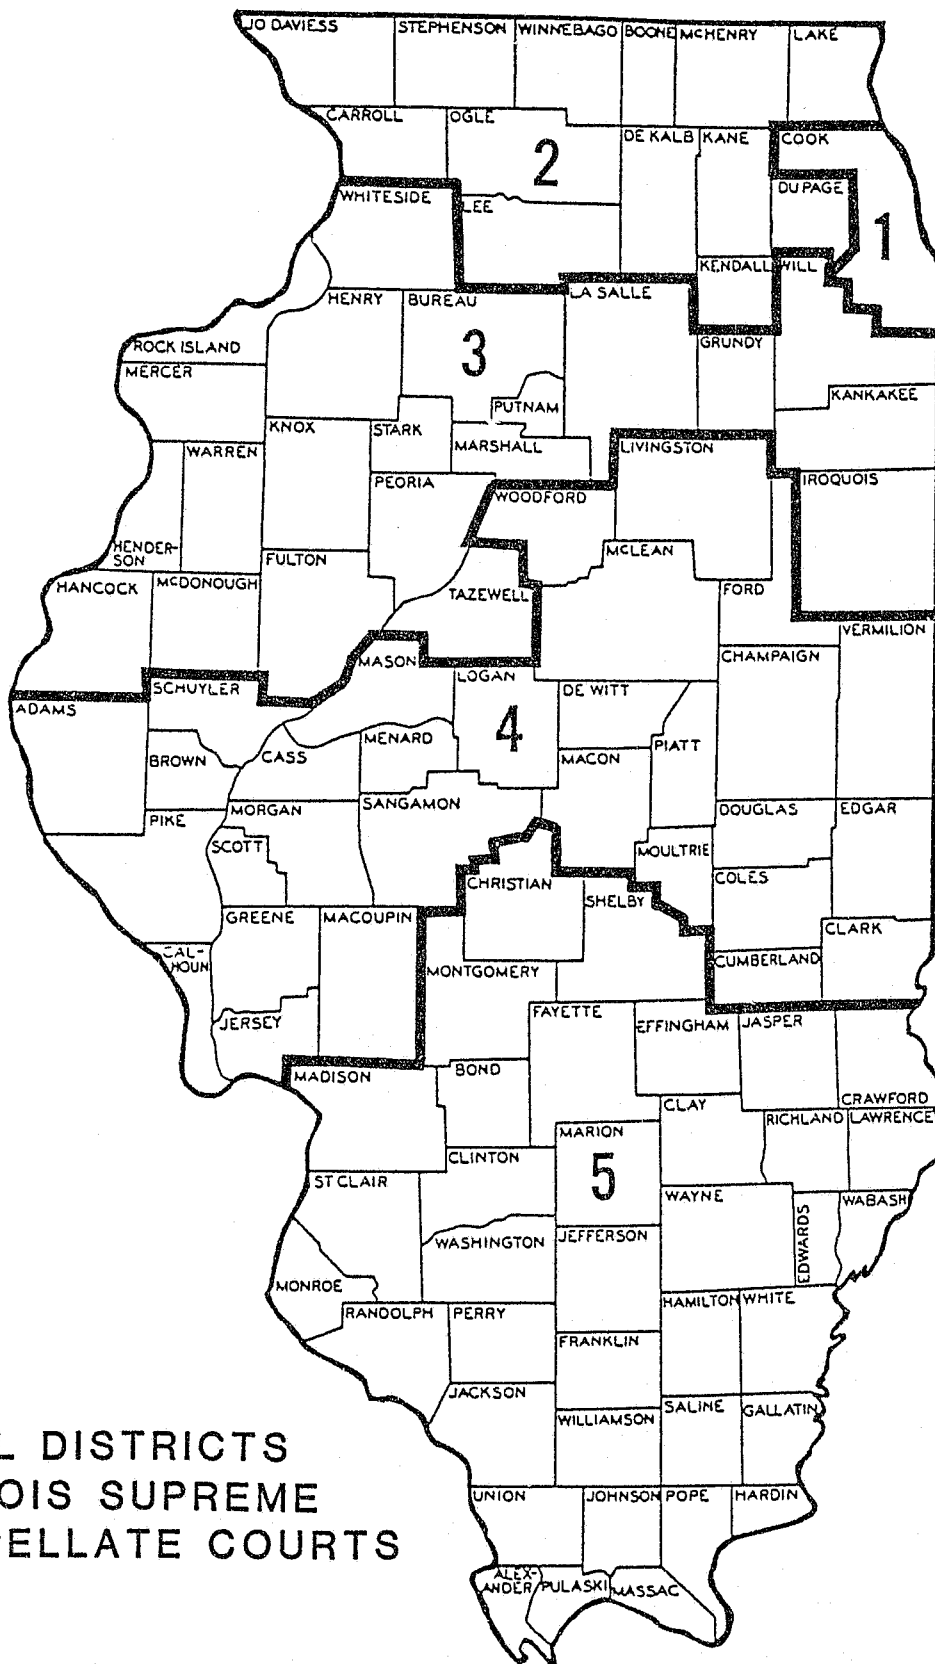 JO DAVIESS
STEPHENSON
WINNEBAGO
BOONE
MCHENRY
LAKE
CARROLL
OGLE
DE KALB
KANE
COOK
2
DU PAGE
WHITESIDE
LEE
1
KENDALL
WILL
HENRY
BUREAU
LA SALLE
ROCK ISLAND
3
GRUNDY
MERCER
KANKAKEE
PUTNAM
KNOX
STARK
MARSHALL
LIVINGSTON
WARREN
PEORIA
IROQUOIS
WOODFORD
HENDER-
SON
MCLEAN
FULTON
HANCOCK
McDONOUGH
TAZEWELL
FORD
VERMILION
MASON
CHAMPAIGN
LOGAN
SCHUYLER
DE WITT
ADAMS
4
MENARD
PIATT
BROWN
CASS
MACON
MORGAN
SANGAMON
DOUGLAS
EDGAR
PIKE
SCOTT
MOULTRIE
COLES
CHRISTIAN
SHELBY
GREENE
MACOUPIN
CLARK
CAL-
HOUN
MONTGOMERY
CUMBERLAND
FAYETTE
JERSEY
EFFINGHAM
JASPER
MADISON
BOND
CLAY
CRAWFORD
RICHLAND
LAWRENCE
MARION
CLINTON
5
ST CLAIR
WAYNE
WABASH
EDWARDS
WASHINGTON
JEFFERSON
MONROE
HAMILTON
WHITE
RANDOLPH
PERRY
FRANKLIN
JACKSON
SALINE
GALLATIN
WILLIAMSON
L DISTRICTS
OIS SUPREME
ELLATE COURTS
UNION
JOHNSON
POPE
HARDIN
ALEX-
ANDER
PULASKI
MASSAC